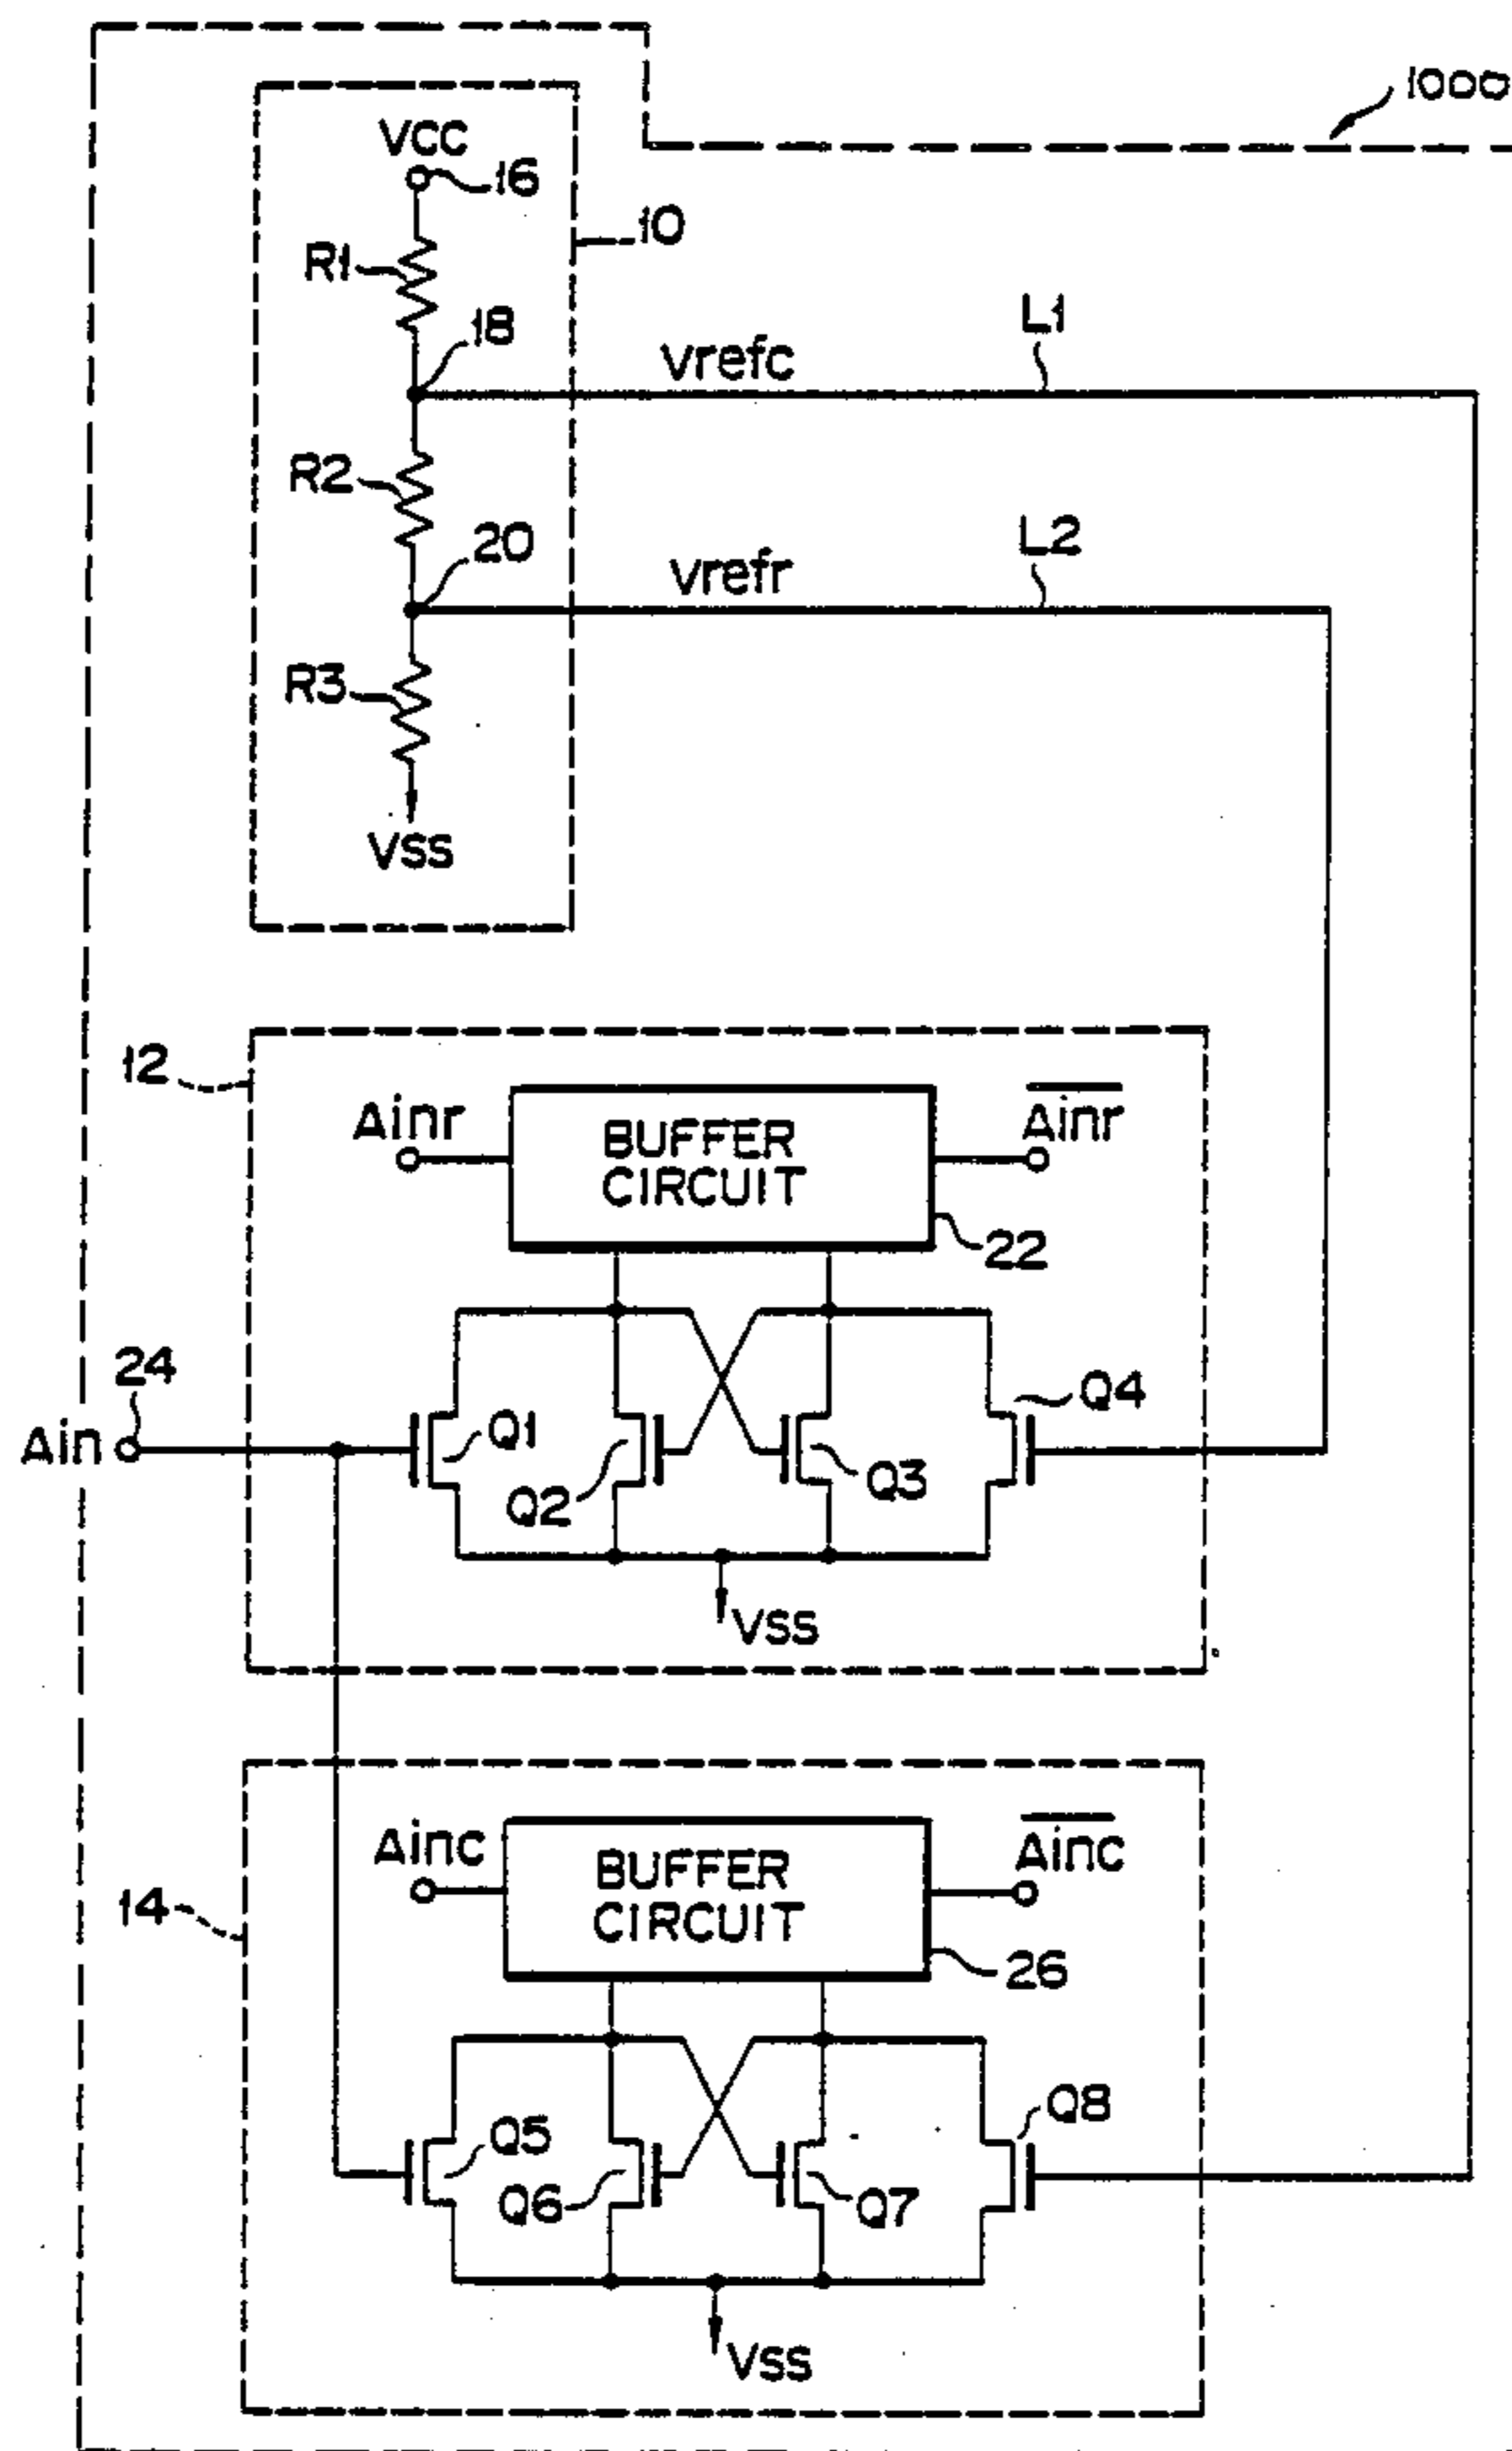 1000
VCC
16
10
R1
18
L1
Vrefc
R2
20
L2
Vrefr
R3
VSS
12
Ainr
BUFFER
CIRCUIT
Ainr
22
24
Ain
Q1
Q2
Q3
Q4
VSS
14
Ainc
BUFFER
CIRCUIT
Ainc
26
Q5
Q6
Q7
Q8
VSS